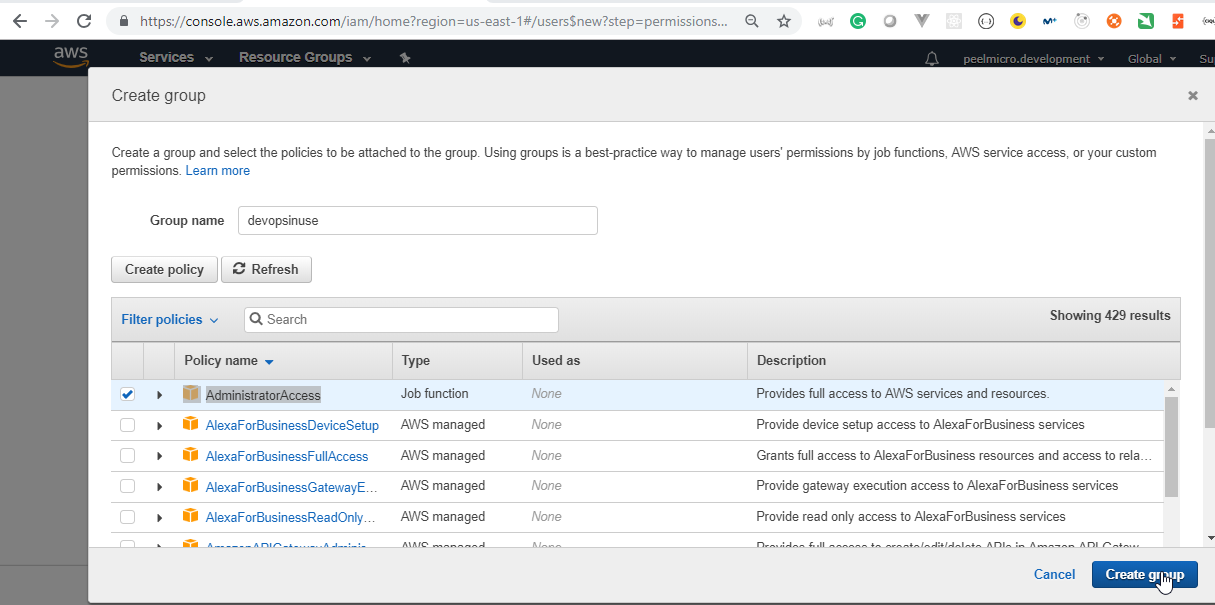 https://console.aws.amazon.com/iam/home?region=us-east-1#/users$new?step=permissions...
aws Services Resource Groups peelmicro.development Global Su
Create group
Create a group and select the policies to be attached to the group. Using groups is a best-practice way to manage users' permissions by job functions, AWS service access, or your custom
permissions. Learn more
Group name devopsinuse
Create policy Refresh
Filter policies Search Showing 429 results
Policy name Type Used as Description
AdministratorAccess Job function None Provides full access to AWS services and resources.
AlexaForBusinessDeviceSetup AWS managed None Provide device setup access to AlexaForBusiness services
AlexaForBusinessFullAccess AWS managed None Grants full access to AlexaForBusiness resources and access to rela...
AlexaForBusinessGatewayE... AWS managed None Provide gateway execution access to AlexaForBusiness services
AlexaForBusinessReadOnly... AWS managed None Provide read only access to AlexaForBusiness services
AmazonAPIGatewayAdminis... AWS managed None Provides full access to create/edit/delete APIs in Amazon API Gatew...
Cancel Create group